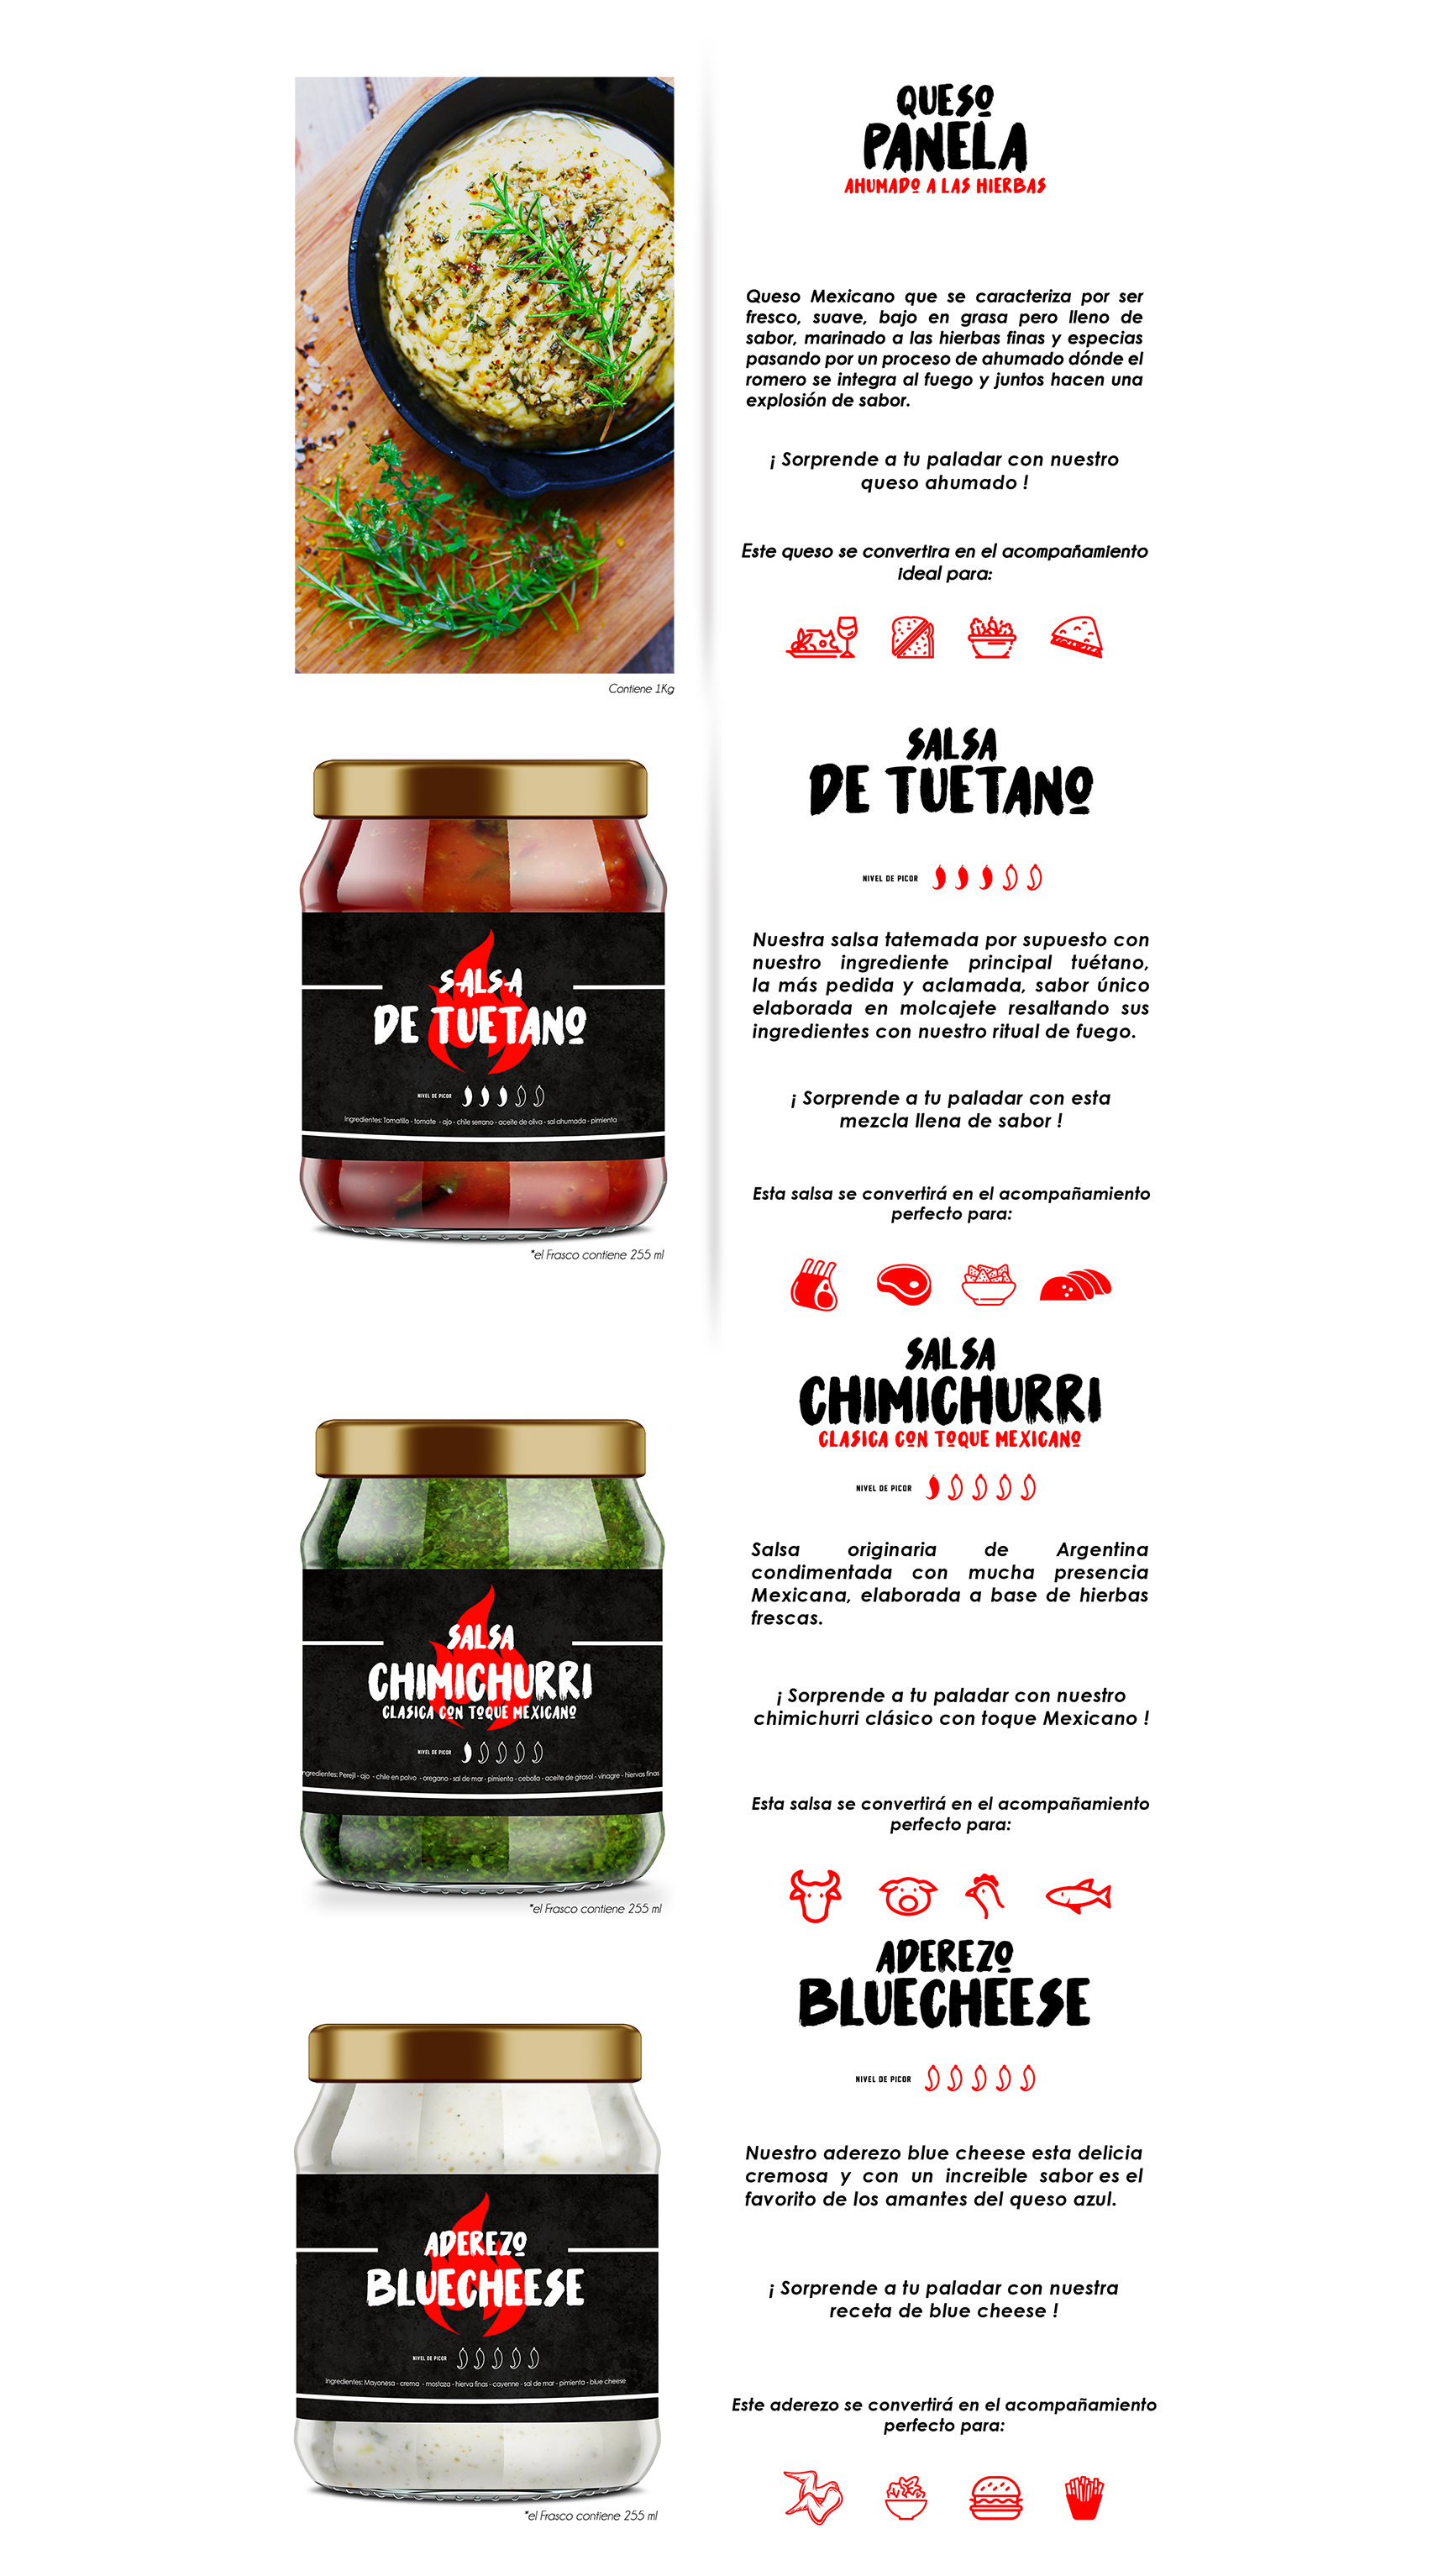 QUESO
PANELA
AHUMADO A LAS HIERBAS
Queso Mexicano que se caracteriza por ser
fresco, suave, bajo en grasa pero lleno de
sabor, marinado a las hierbas finas y especias
pasando por un proceso de ahumado dónde el
romero se integra al fuego y juntos hacen una
explosión de sabor.
¡ Sorprende a tu paladar con nuestro
queso ahumado !
Este queso se convertira en el acompañamiento
ideal para:
Contiene 1Kg
SALSA
DE TUETANO
NIVEL DE PICOR
Nuestra salsa tatemada por supuesto con
nuestro ingrediente principal tuétano,
la más pedida y aclamada, sabor único
elaborada en molcajete resaltando sus
ingredientes con nuestro ritual de fuego.
¡ Sorprende a tu paladar con esta
mezcla llena de sabor !
Esta salsa se convertirá en el acompañamiento
perfecto para:
SALSA
DE TUETANO
NIVEL DE PICOR
Ingredientes: Tomatillo - tomate - ajo - chile serrano - aceite de oliva - sal ahumada - pimienta
*el Frasco contiene 255 ml
SALSA
CHIMICHURRI
CLASICA CON TOQUE MEXICANO
NIVEL DE PICOR
Salsa originaria de Argentina
condimentada con mucha presencia
Mexicana, elaborada a base de hierbas
frescas.
¡ Sorprende a tu paladar con nuestro
chimichurri clásico con toque Mexicano !
Esta salsa se convertirá en el acompañamiento
perfecto para:
SALSA
CHIMICHURRI
CLASICA CON TOQUE MEXICANO
NIVEL DE PICOR
ngredientes: Perejil - ajo - chile en polvo - oregano - sal de mar - pimienta - cebolla - aceite de girasol - vinagre - hiervas finas
*el Frasco contiene 255 ml
ADEREZO
BLUECHEESE
NIVEL DE PICOR
Nuestro aderezo blue cheese esta delicia
cremosa y con un increible sabor es el
favorito de los amantes del queso azul.
¡ Sorprende a tu paladar con nuestra
receta de blue cheese !
Este aderezo se convertirá en el acompañamiento
perfecto para:
ADEREZO
BLUECHEESE
NIVEL DE PICOR
Ingredientes: Mayonesa - crema - mostaza - hierva finas - cayenne - sal de mar - pimienta - blue cheese
*el Frasco contiene 255 ml